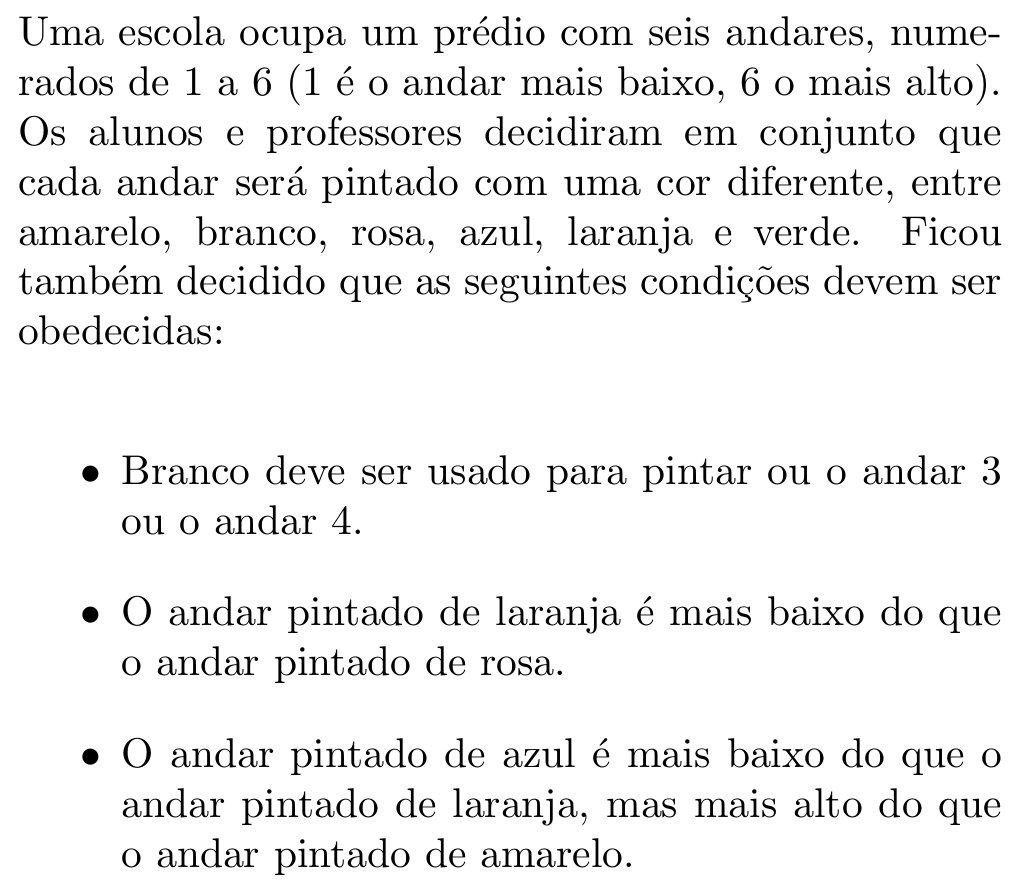 Uma escola ocupa um prédio com seis andares, nume-
rados de 1 a 6 (1 é o andar mais baixo, 6 o mais alto).
Os alunos e professores decidiram em conjunto que
cada andar será pintado com uma cor diferente, entre
amarelo, branco, rosa, azul, laranja e verde. Ficou
também decidido que as seguintes condições devem ser
obedecidas:
• Branco deve ser usado para pintar ou o andar 3
ou o andar 4.
• O andar pintado de laranja é mais baixo do que
o andar pintado de rosa.
• O andar pintado de azul é mais baixo do que o
andar pintado de laranja, mas mais alto do que
o andar pintado de amarelo.